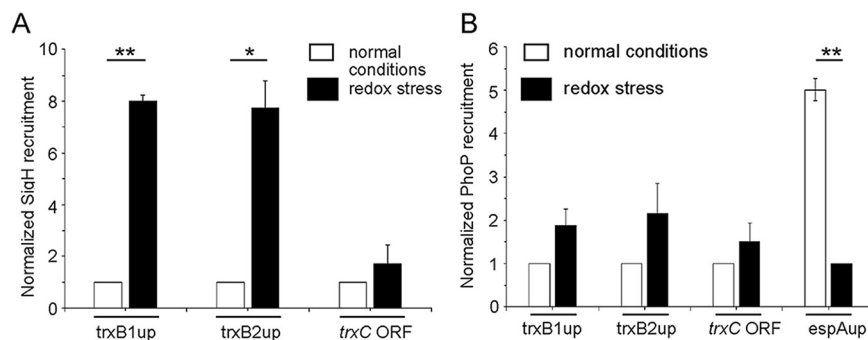 A
Normalized SigH recruitment
10
8
6
4
2
0
**
*
normal
conditions
redox stress
trxB1up
trxB2up
trxC ORF
B
Normalized PhoP recruitment
6
5
4
3
2
1
0
normal conditions
redox stress
**
trxB1up
trxB2up
trxC ORF
espAup